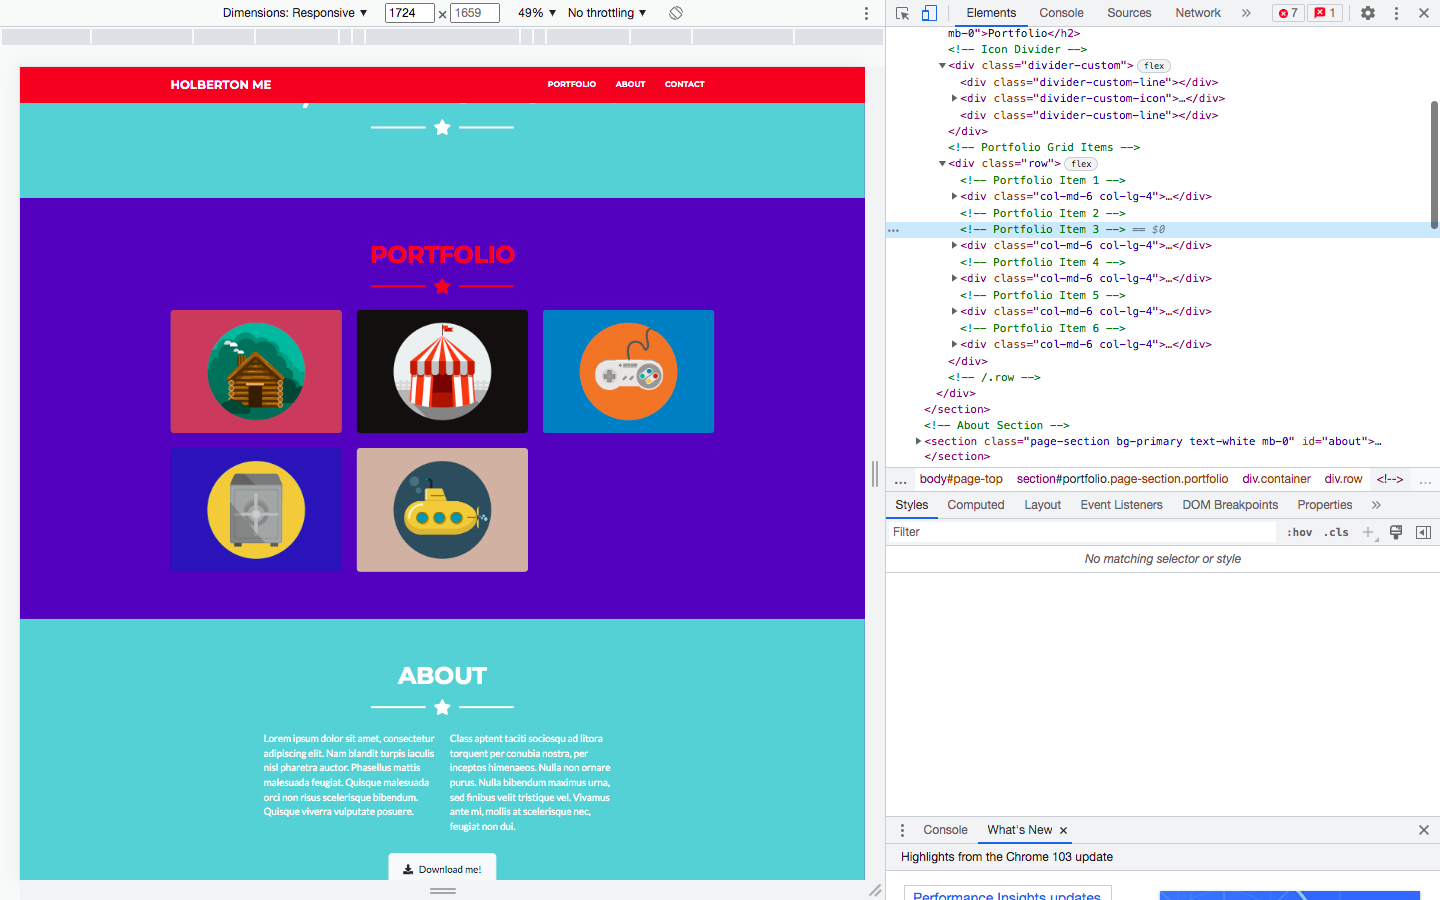 Dimensions: Responsive ▼ 1724 × 1659 49% ▼ No throttling ▼
HOLBERTON ME PORTFOLIO ABOUT CONTACT
PORTFOLIO
ABOUT
Lorem ipsum dolor sit amet, consectetur
adipiscing elit. Nam blandit turpis iaculis
nisl pharetra auctor. Phasellus mattis
malesuada feugiat. Quisque malesuada
orci non risus scelerisque bibendum.
Quisque viverra vulputate posuere.
Class aptent taciti sociosqu ad litora
torquent per conubia nostra, per
inceptos himenaeos. Nulla non ornare
purus. Nulla bibendum maximus urna,
sed finibus velit tristique vel. Vivamus
ante mi, mollis at scelerisque nec,
feugiat non dui.
Download me!
Elements Console Sources Network » 7 1
mb-0">Portfolio</h2>
<!-- Icon Divider -->
<div class="divider-custom"> flex
<div class="divider-custom-line"></div>
<div class="divider-custom-icon">…</div>
<div class="divider-custom-line"></div>
</div>
<!-- Portfolio Grid Items -->
<div class="row"> flex
<!-- Portfolio Item 1 -->
<div class="col-md-6 col-lg-4">…</div>
<!-- Portfolio Item 2 -->
… <!-- Portfolio Item 3 --> == $0
<div class="col-md-6 col-lg-4">…</div>
<!-- Portfolio Item 4 -->
<div class="col-md-6 col-lg-4">…</div>
<!-- Portfolio Item 5 -->
<div class="col-md-6 col-lg-4">…</div>
<!-- Portfolio Item 6 -->
<div class="col-md-6 col-lg-4">…</div>
</div>
<!-- /.row -->
</div>
</section>
<!-- About Section -->
<section class="page-section bg-primary text-white mb-0" id="about">…
</section>
… body#page-top section#portfolio.page-section.portfolio div.container div.row <!--> …
Styles Computed Layout Event Listeners DOM Breakpoints Properties »
Filter :hov .cls +
No matching selector or style
Console What's New ×
Highlights from the Chrome 103 update
Performance Insights updates